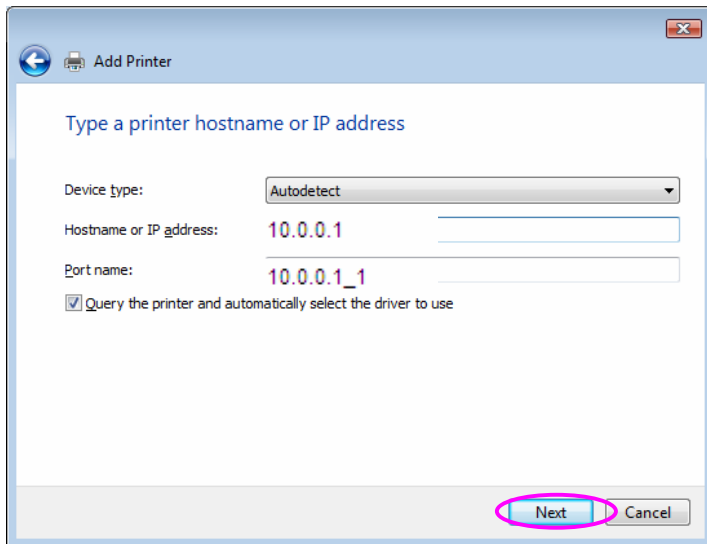 Add Printer
Type a printer hostname or IP address
Device type: Autodetect
Hostname or IP address: 10.0.0.1
Port name: 10.0.0.1_1
Query the printer and automatically select the driver to use
Next Cancel